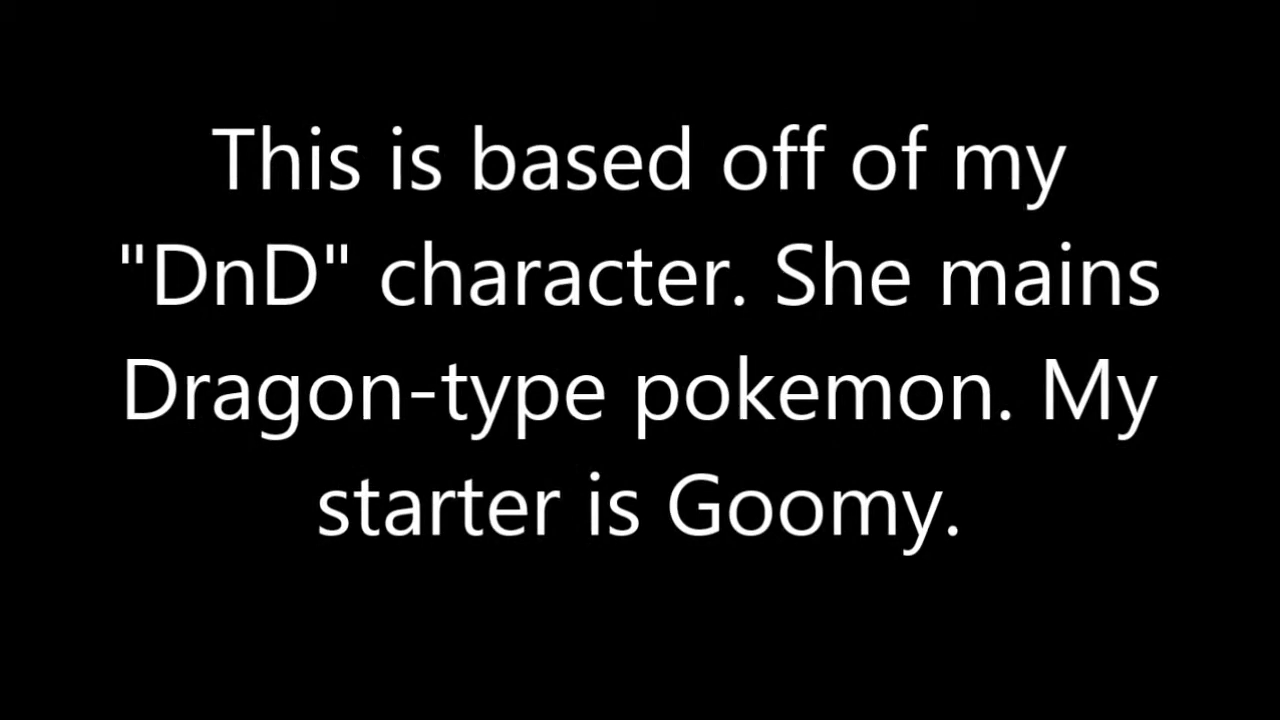 This is based off of my
"DnD" character. She mains
Dragon-type pokemon. My
starter is Goomy.